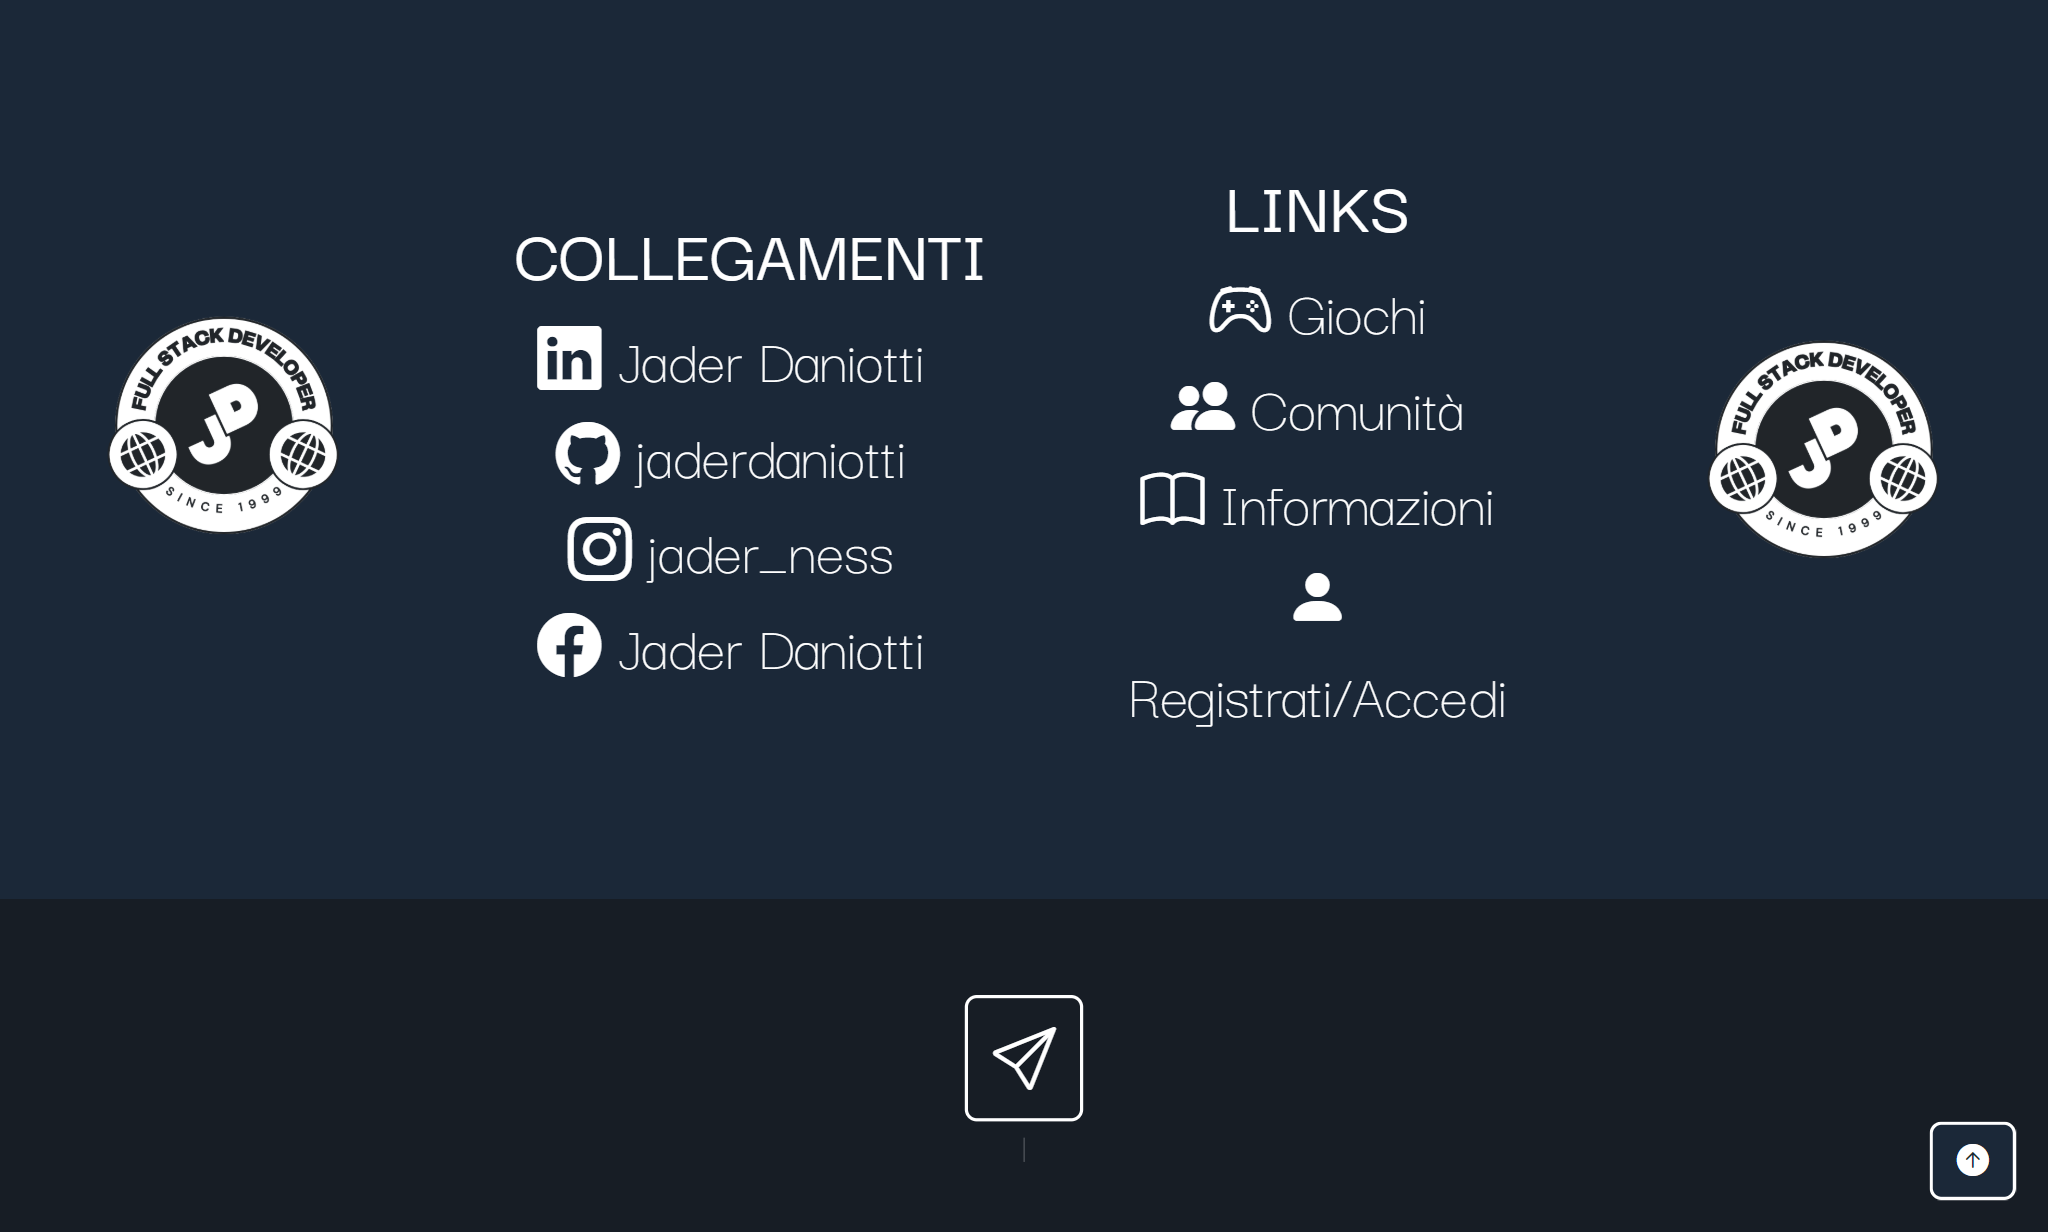 FULL STACK DEVELOPER
JD
SINCE 1999
COLLEGAMENTI
in Jader Daniotti
jaderdaniotti
jader_ness
Jader Daniotti
LINKS
Giochi
Comunità
Informazioni
Registrati/Accedi
FULL STACK DEVELOPER
JD
SINCE 1999